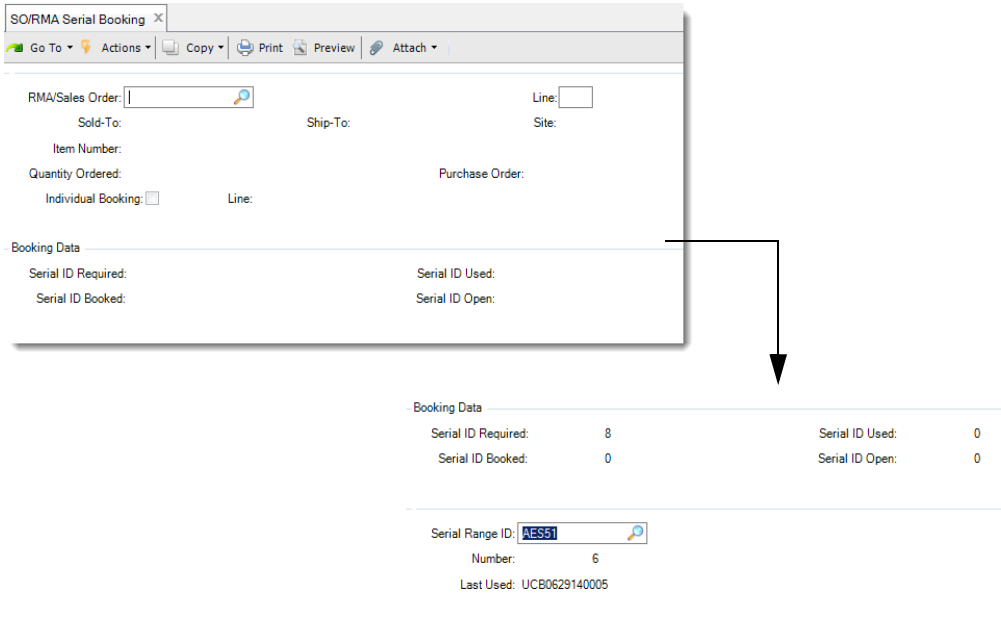 SO/RMA Serial Booking
Go To Actions Copy Print Preview Attach
RMA/Sales Order: Line:
Sold-To: Ship-To: Site:
Item Number:
Quantity Ordered: Purchase Order:
Individual Booking: Line:
Booking Data
Serial ID Required: Serial ID Used:
Serial ID Booked: Serial ID Open:
Booking Data
Serial ID Required: 8 Serial ID Used: 0
Serial ID Booked: 0 Serial ID Open: 0
Serial Range ID: AES51
Number: 6
Last Used: UCB0629140005